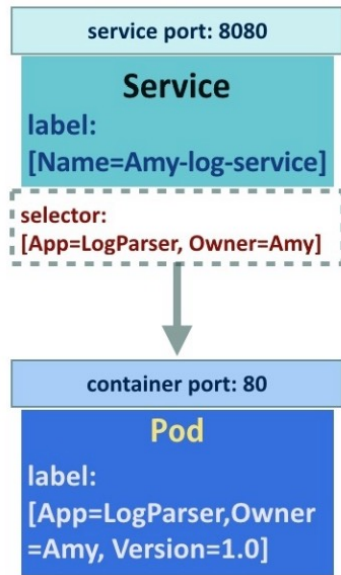 service port: 8080
Service
label:
[Name=Amy-log-service]
selector:
[App=LogParser, Owner=Amy]
container port: 80
Pod
label:
[App=LogParser,Owner
=Amy, Version=1.0]